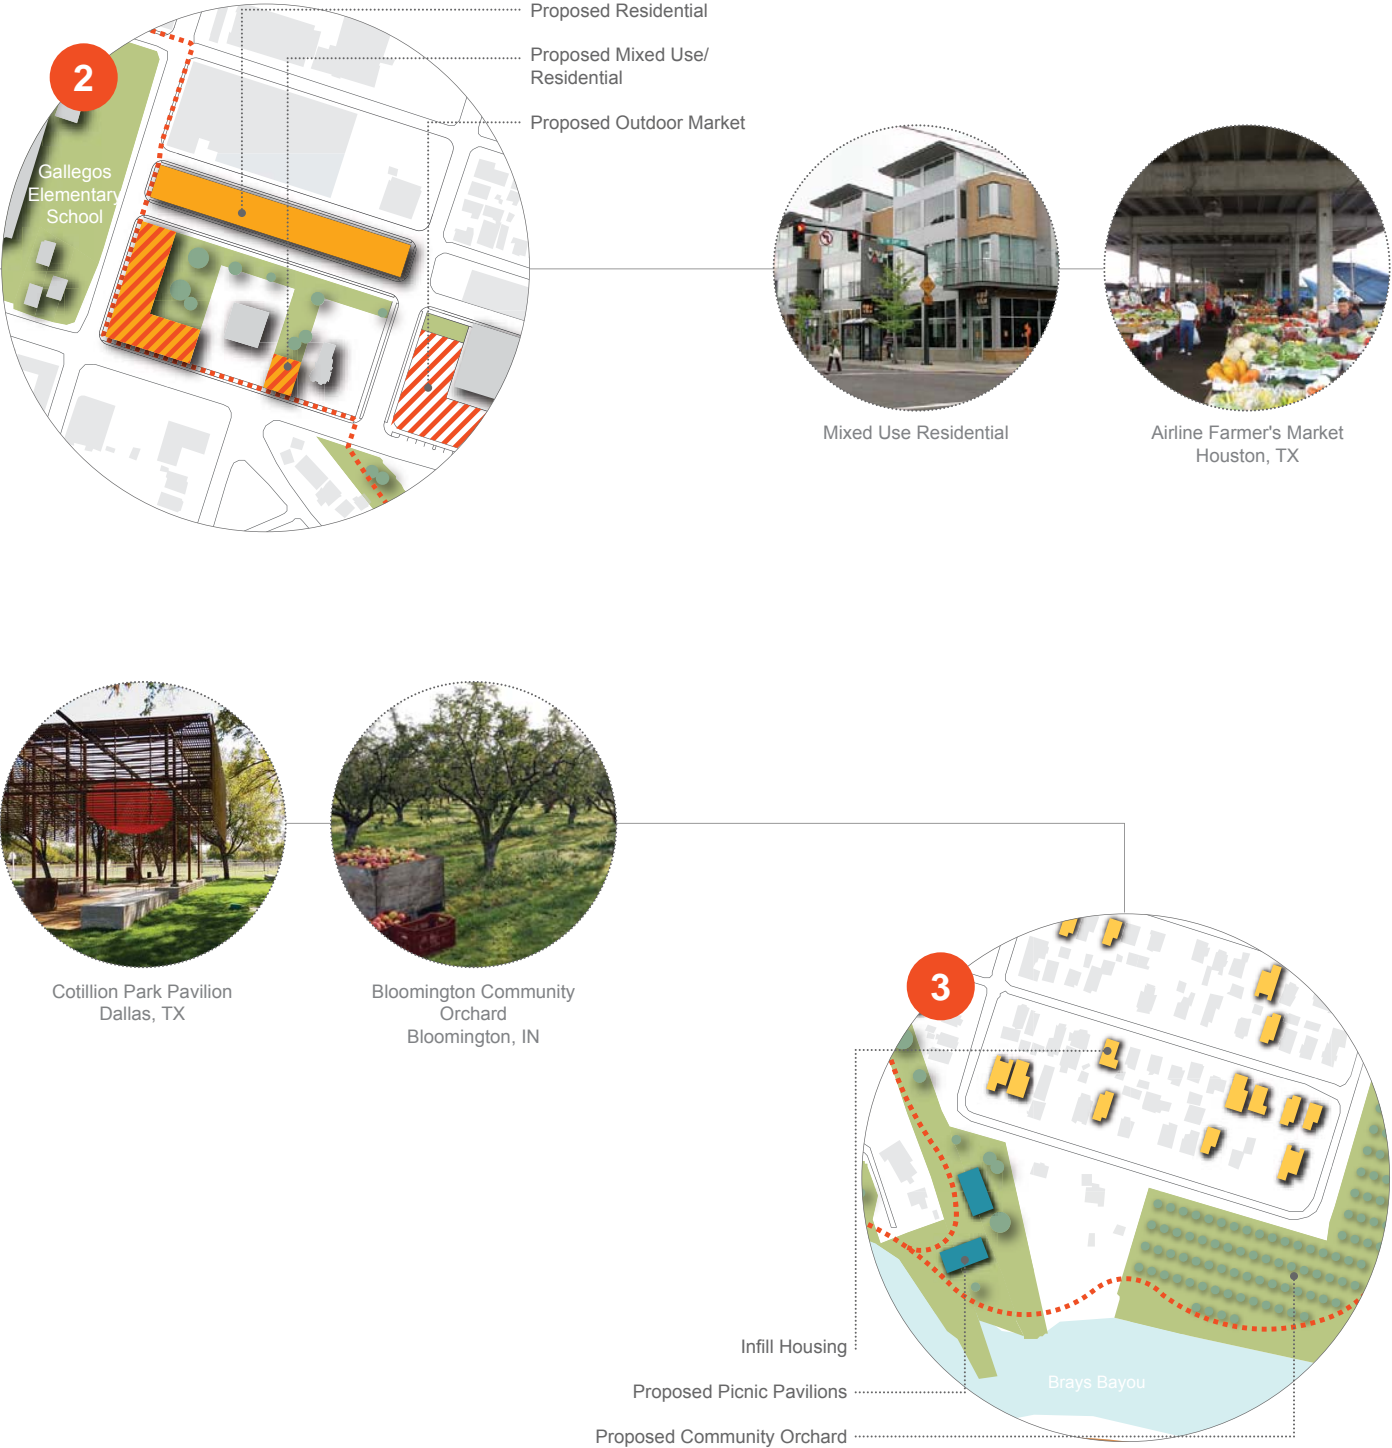 Proposed Residential
Proposed Mixed Use/
Residential
Proposed Outdoor Market
2
Gallegos
Elementary
School
Mixed Use Residential
Airline Farmer's Market
Houston, TX
Cotillion Park Pavilion
Dallas, TX
Bloomington Community
Orchard
Bloomington, IN
3
Infill Housing
Proposed Picnic Pavilions
Proposed Community Orchard
Brays Bayou